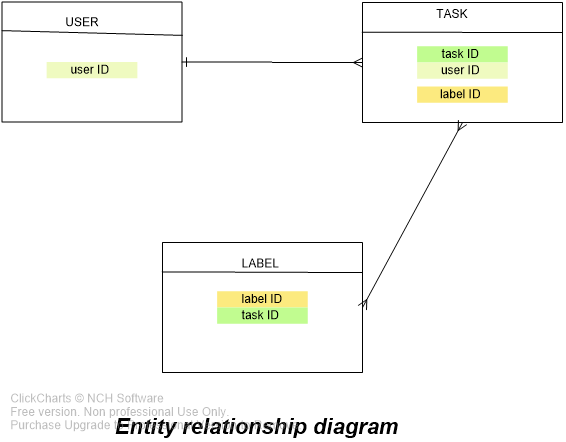 USER
user ID
TASK
task ID
user ID
label ID
LABEL
label ID
task ID
ClickCharts © NCH Software
Free version. Non professional Use Only.
Purchase Upgrade
Entity relationship diagram